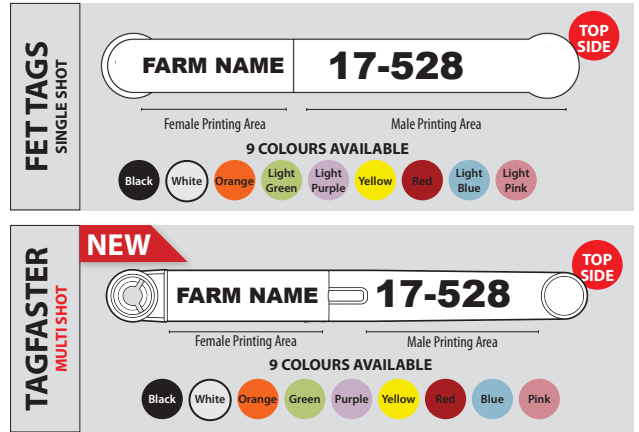 FET TAGS
SINGLE SHOT
TOP
SIDE
FARM NAME
17-528
Female Printing Area
Male Printing Area
9 COLOURS AVAILABLE
Black
White
Orange
Light
Green
Light
Purple
Yellow
Red
Light
Blue
Light
Pink
TAGFASTER
MULTI SHOT
NEW
TOP
SIDE
FARM NAME
17-528
Female Printing Area
Male Printing Area
9 COLOURS AVAILABLE
Black
White
Orange
Green
Purple
Yellow
Red
Blue
Pink